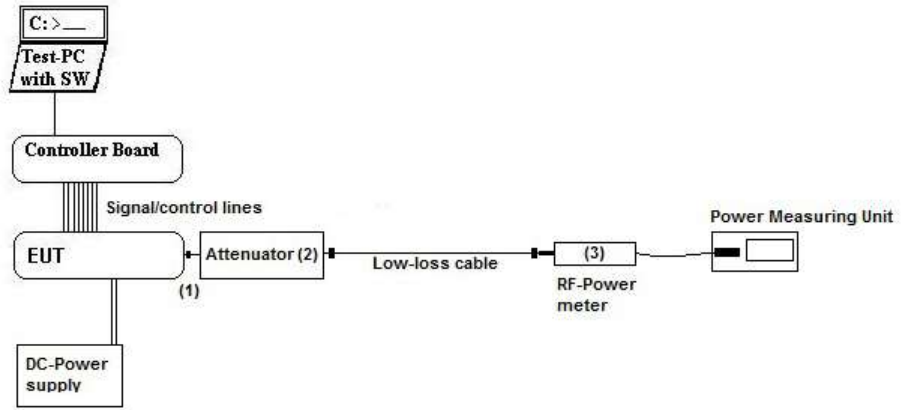 C:>__
Test-PC
with SW
Controller Board
Signal/control lines
Power Measuring Unit
EUT
Attenuator (2)
(3)
Low-loss cable
(1)
RF-Power
meter
DC-Power
supply